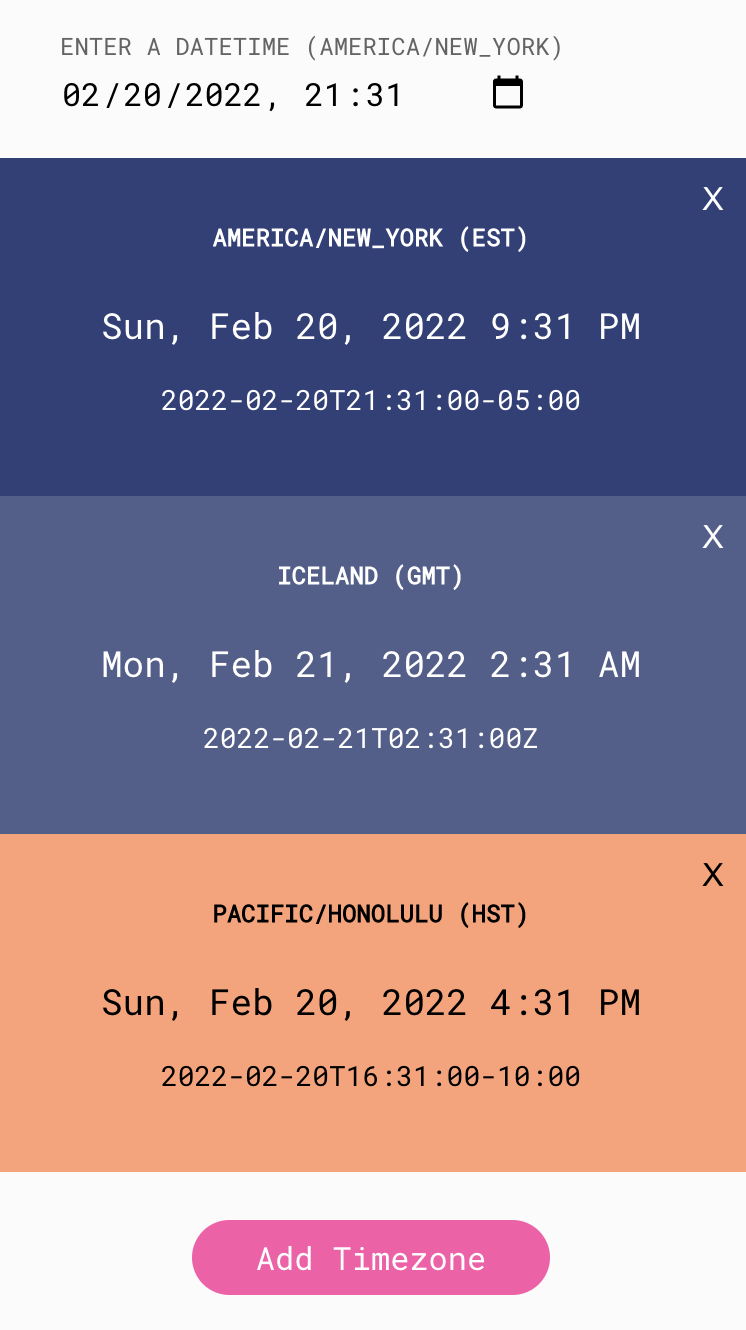 ENTER A DATETIME (AMERICA/NEW_YORK)
02/20/2022, 21:31
X
AMERICA/NEW_YORK (EST)
Sun, Feb 20, 2022 9:31 PM
2022-02-20T21:31:00-05:00
X
ICELAND (GMT)
Mon, Feb 21, 2022 2:31 AM
2022-02-21T02:31:00Z
X
PACIFIC/HONOLULU (HST)
Sun, Feb 20, 2022 4:31 PM
2022-02-20T16:31:00-10:00
Add Timezone